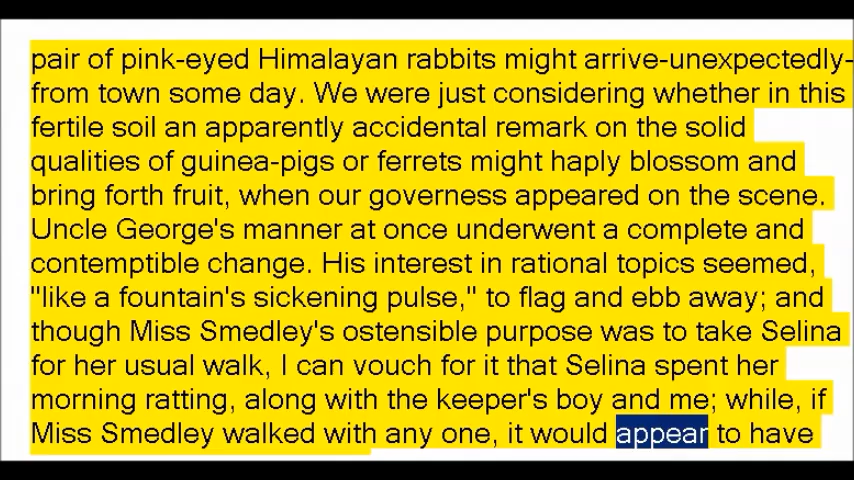 pair of pink-eyed Himalayan rabbits might arrive-unexpectedly-
from town some day. We were just considering whether in this
fertile soil an apparently accidental remark on the solid
qualities of guinea-pigs or ferrets might haply blossom and
bring forth fruit, when our governess appeared on the scene.
Uncle George's manner at once underwent a complete and
contemptible change. His interest in rational topics seemed,
"like a fountain's sickening pulse," to flag and ebb away; and
though Miss Smedley's ostensible purpose was to take Selina
for her usual walk, I can vouch for it that Selina spent her
morning ratting, along with the keeper's boy and me; while, if
Miss Smedley walked with any one, it would appear to have